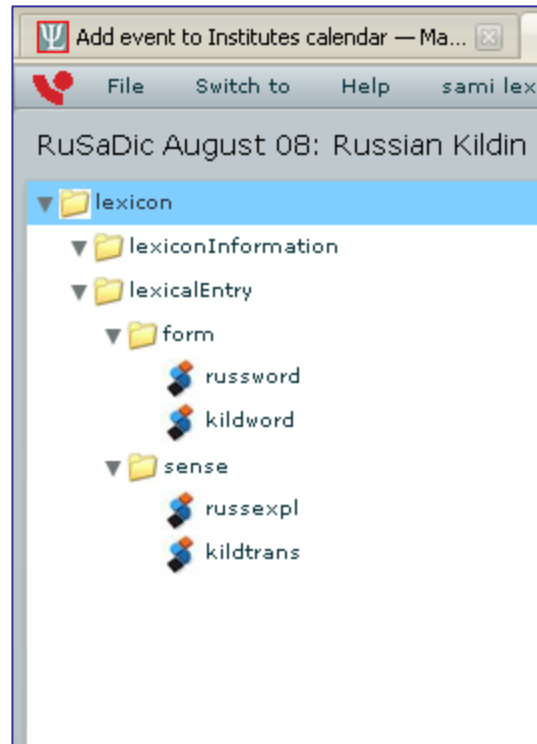 Ψ Add event to Institutes calendar — Ma...
File Switch to Help sami lex
RuSaDic August 08: Russian Kildin
lexicon
lexiconInformation
lexicalEntry
form
russword
kildword
sense
russexpl
kildtrans